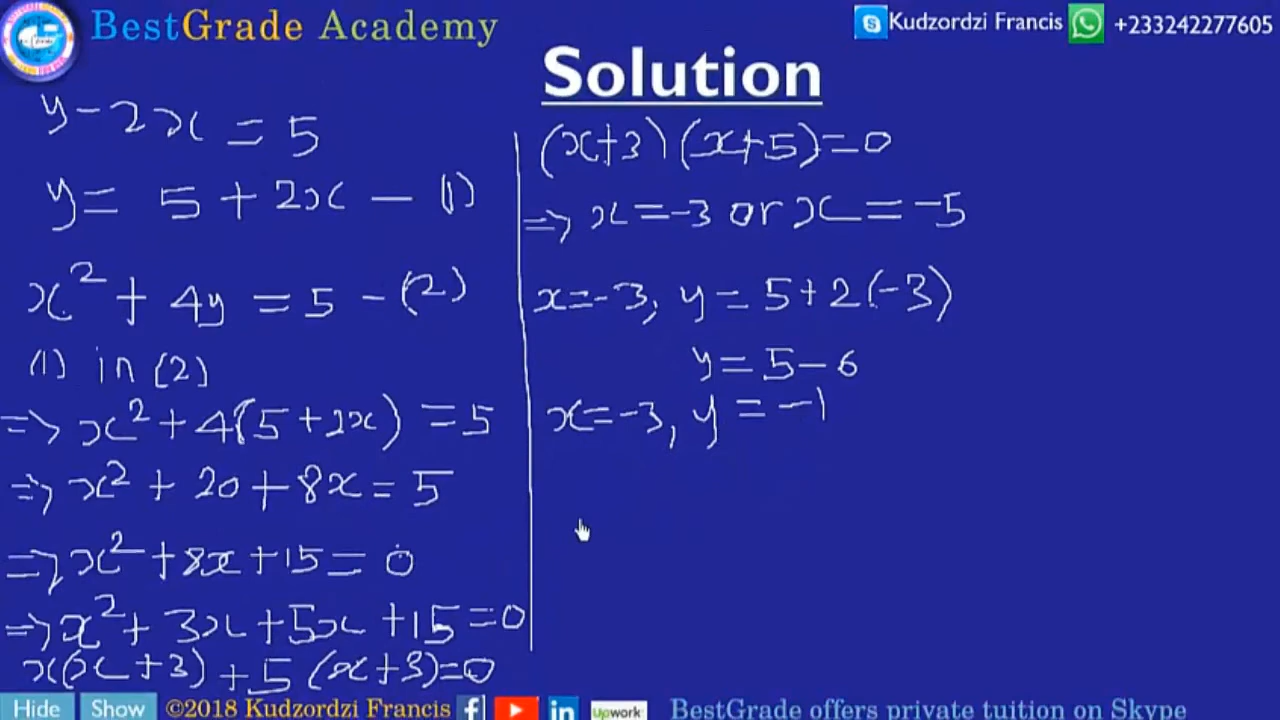 BestGrade Academy
Kudzordzi Francis +233242277605
Solution
y-2x = 5
y = 5 + 2x - (1)
x² + 4y = 5 - (2)
(1) in (2)
=> x² + 4(5 + 2x) = 5
=> x² + 20 + 8x = 5
=> x² + 8x + 15 = 0
=> x² + 3x + 5x + 15 = 0
x(x + 3) + 5(x + 3) = 0
(x+3)(x+5)=0
=> x = -3 or x = -5
x = -3, y = 5 + 2(-3)
y = 5 - 6
x = -3, y = -1
Hide Show ©2018 Kudzordzi Francis f in Upwork BestGrade offers private tuition on Skype